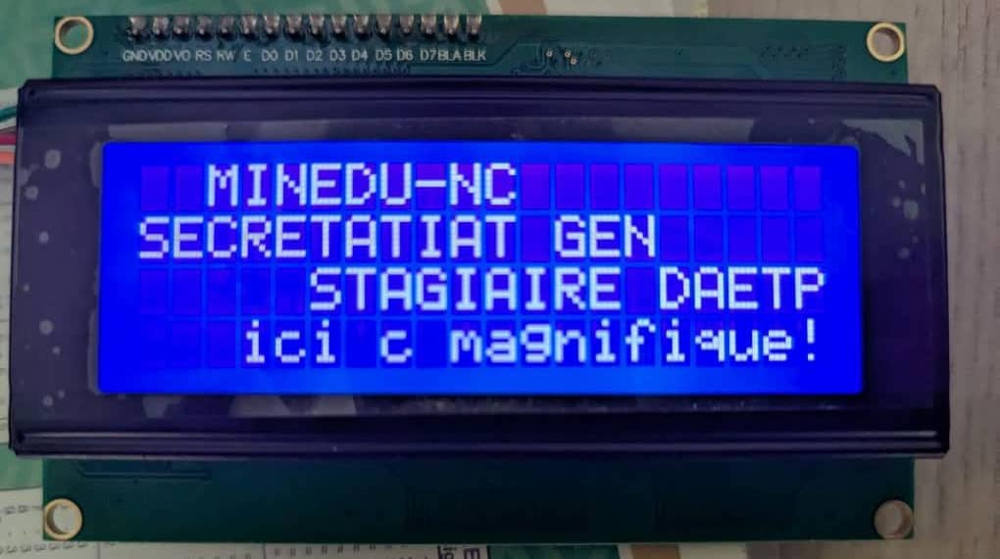 GND VDD VO RS RW E D0 D1 D2 D3 D4 D5 D6 D7 BLA BLK
MINEDU-NC
SECRETATIAT GEN
STAGIAIRE DAETP
ici c magnifique!